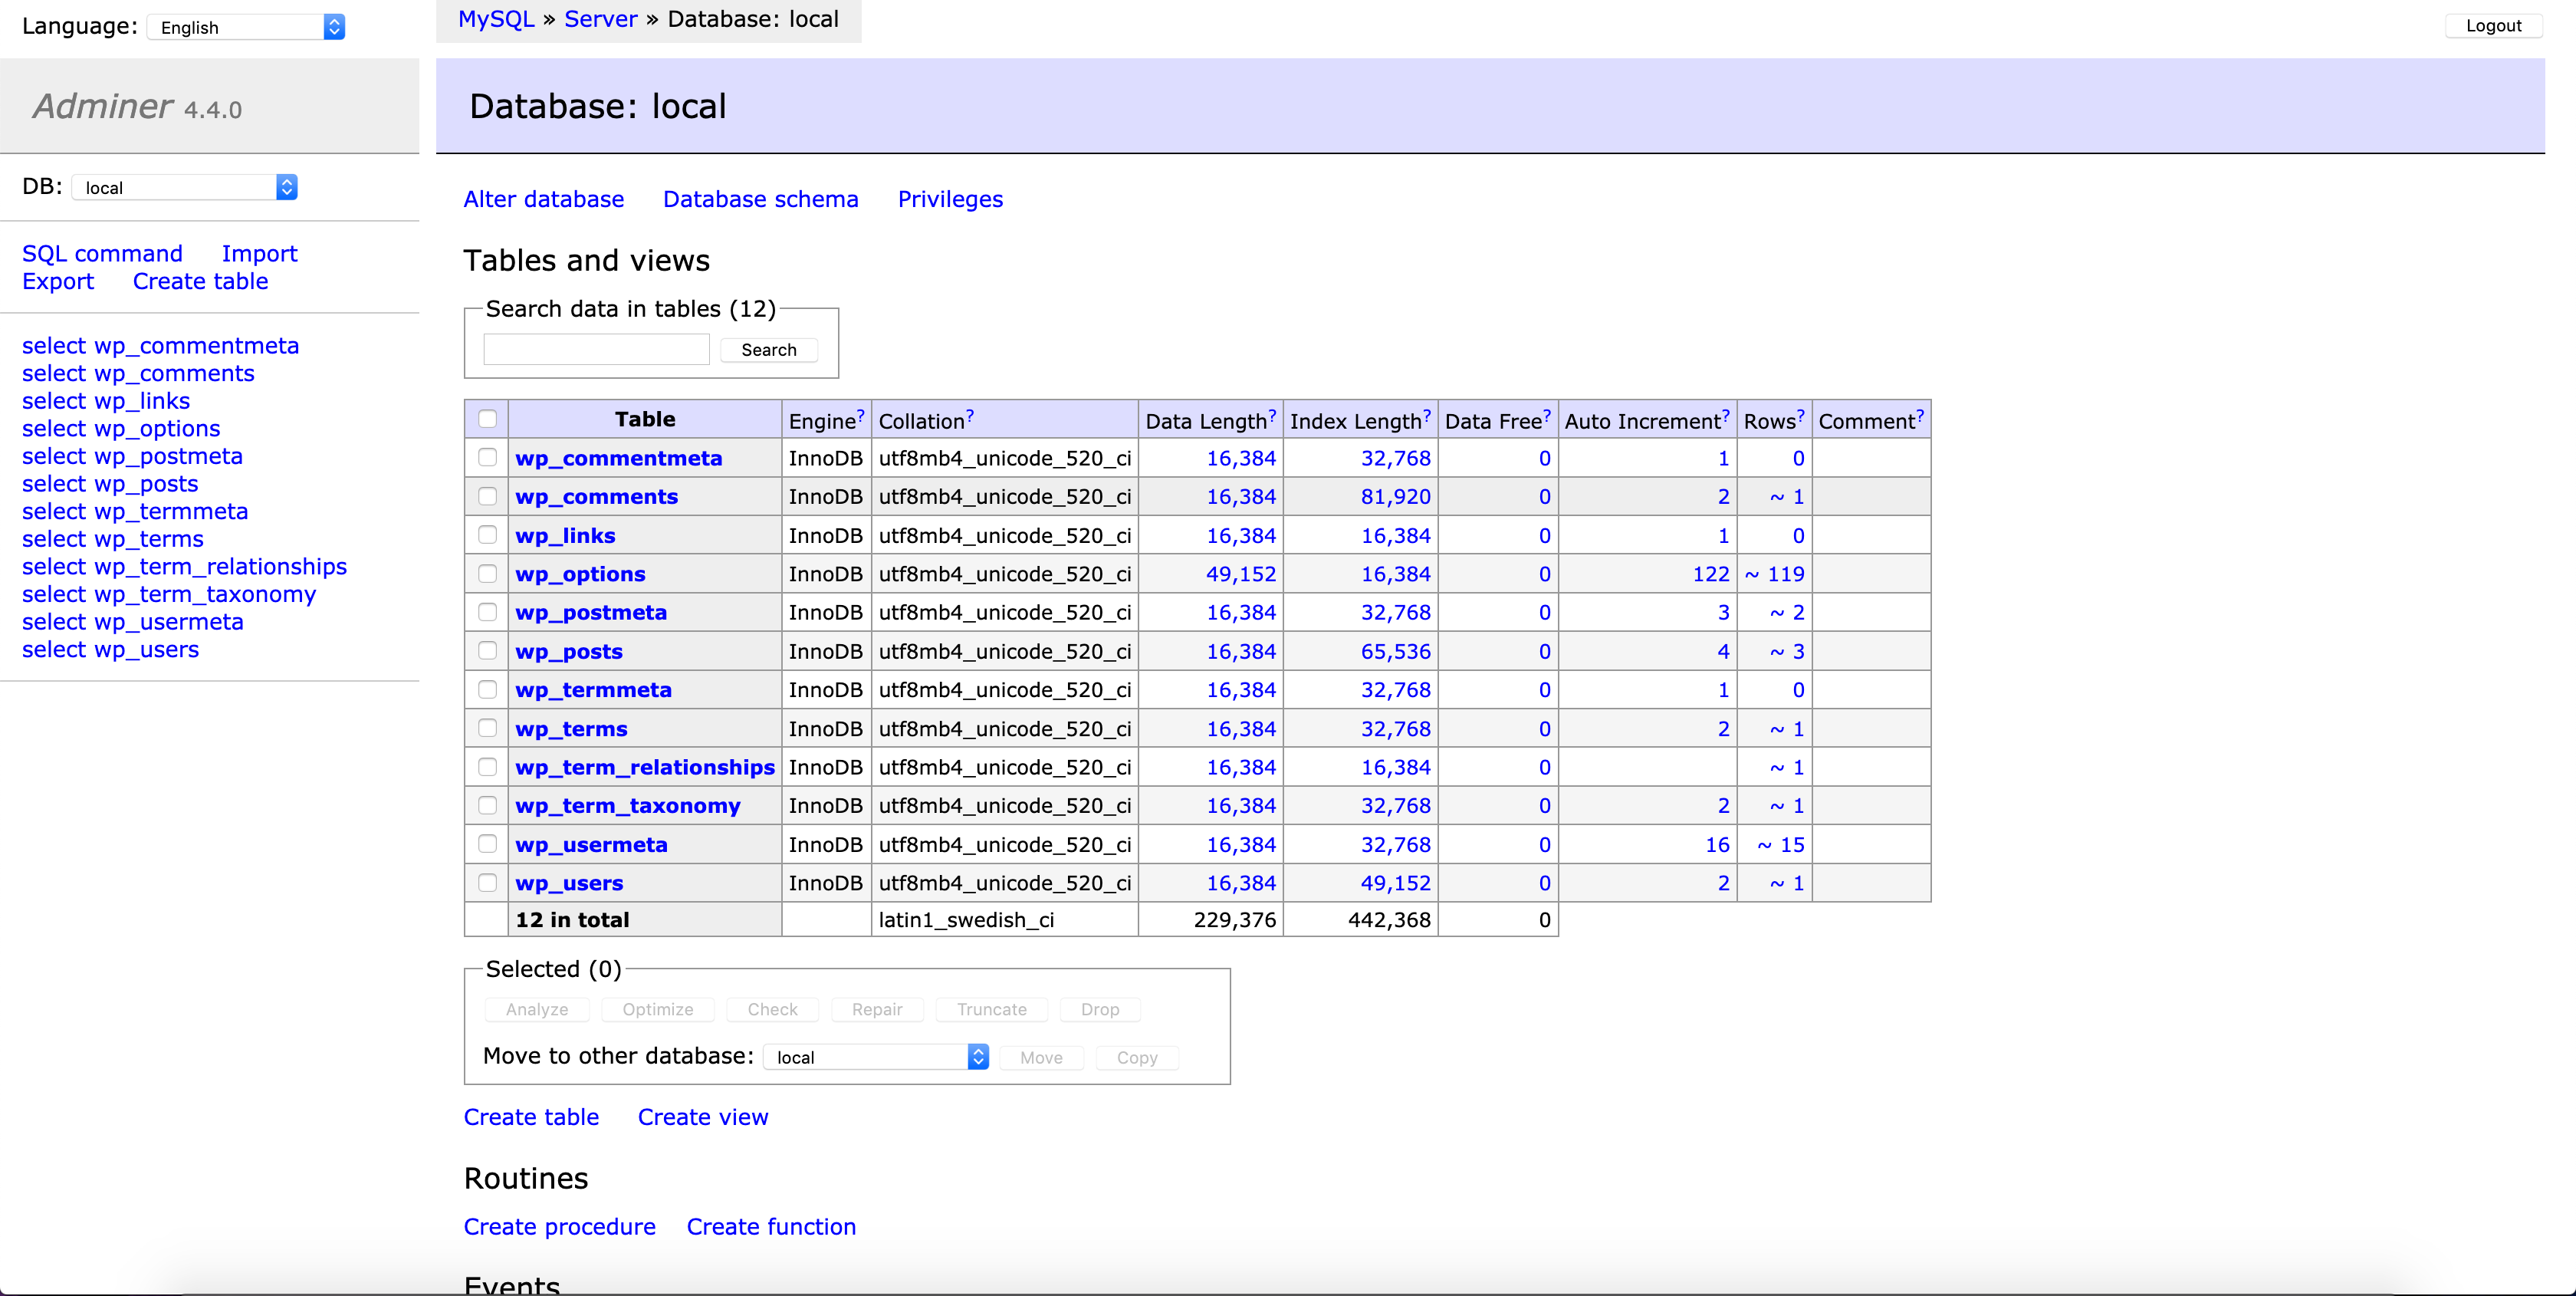 Language: English
MySQL » Server » Database: local
Logout
Adminer 4.4.0
Database: local
DB: local
SQL command Import
Export Create table
select wp_commentmeta
select wp_comments
select wp_links
select wp_options
select wp_postmeta
select wp_posts
select wp_termmeta
select wp_terms
select wp_term_relationships
select wp_term_taxonomy
select wp_usermeta
select wp_users
Alter database Database schema Privileges
Tables and views
Search data in tables (12)
Search
Table Engine? Collation? Data Length? Index Length? Data Free? Auto Increment? Rows? Comment?
wp_commentmeta InnoDB utf8mb4_unicode_520_ci 16,384 32,768 0 1 0
wp_comments InnoDB utf8mb4_unicode_520_ci 16,384 81,920 0 2 ~ 1
wp_links InnoDB utf8mb4_unicode_520_ci 16,384 16,384 0 1 0
wp_options InnoDB utf8mb4_unicode_520_ci 49,152 16,384 0 122 ~ 119
wp_postmeta InnoDB utf8mb4_unicode_520_ci 16,384 32,768 0 3 ~ 2
wp_posts InnoDB utf8mb4_unicode_520_ci 16,384 65,536 0 4 ~ 3
wp_termmeta InnoDB utf8mb4_unicode_520_ci 16,384 32,768 0 1 0
wp_terms InnoDB utf8mb4_unicode_520_ci 16,384 32,768 0 2 ~ 1
wp_term_relationships InnoDB utf8mb4_unicode_520_ci 16,384 16,384 0 ~ 1
wp_term_taxonomy InnoDB utf8mb4_unicode_520_ci 16,384 32,768 0 2 ~ 1
wp_usermeta InnoDB utf8mb4_unicode_520_ci 16,384 32,768 0 16 ~ 15
wp_users InnoDB utf8mb4_unicode_520_ci 16,384 49,152 0 2 ~ 1
12 in total latin1_swedish_ci 229,376 442,368 0
Selected (0)
Analyze Optimize Check Repair Truncate Drop
Move to other database: local Move Copy
Create table Create view
Routines
Create procedure Create function
Events